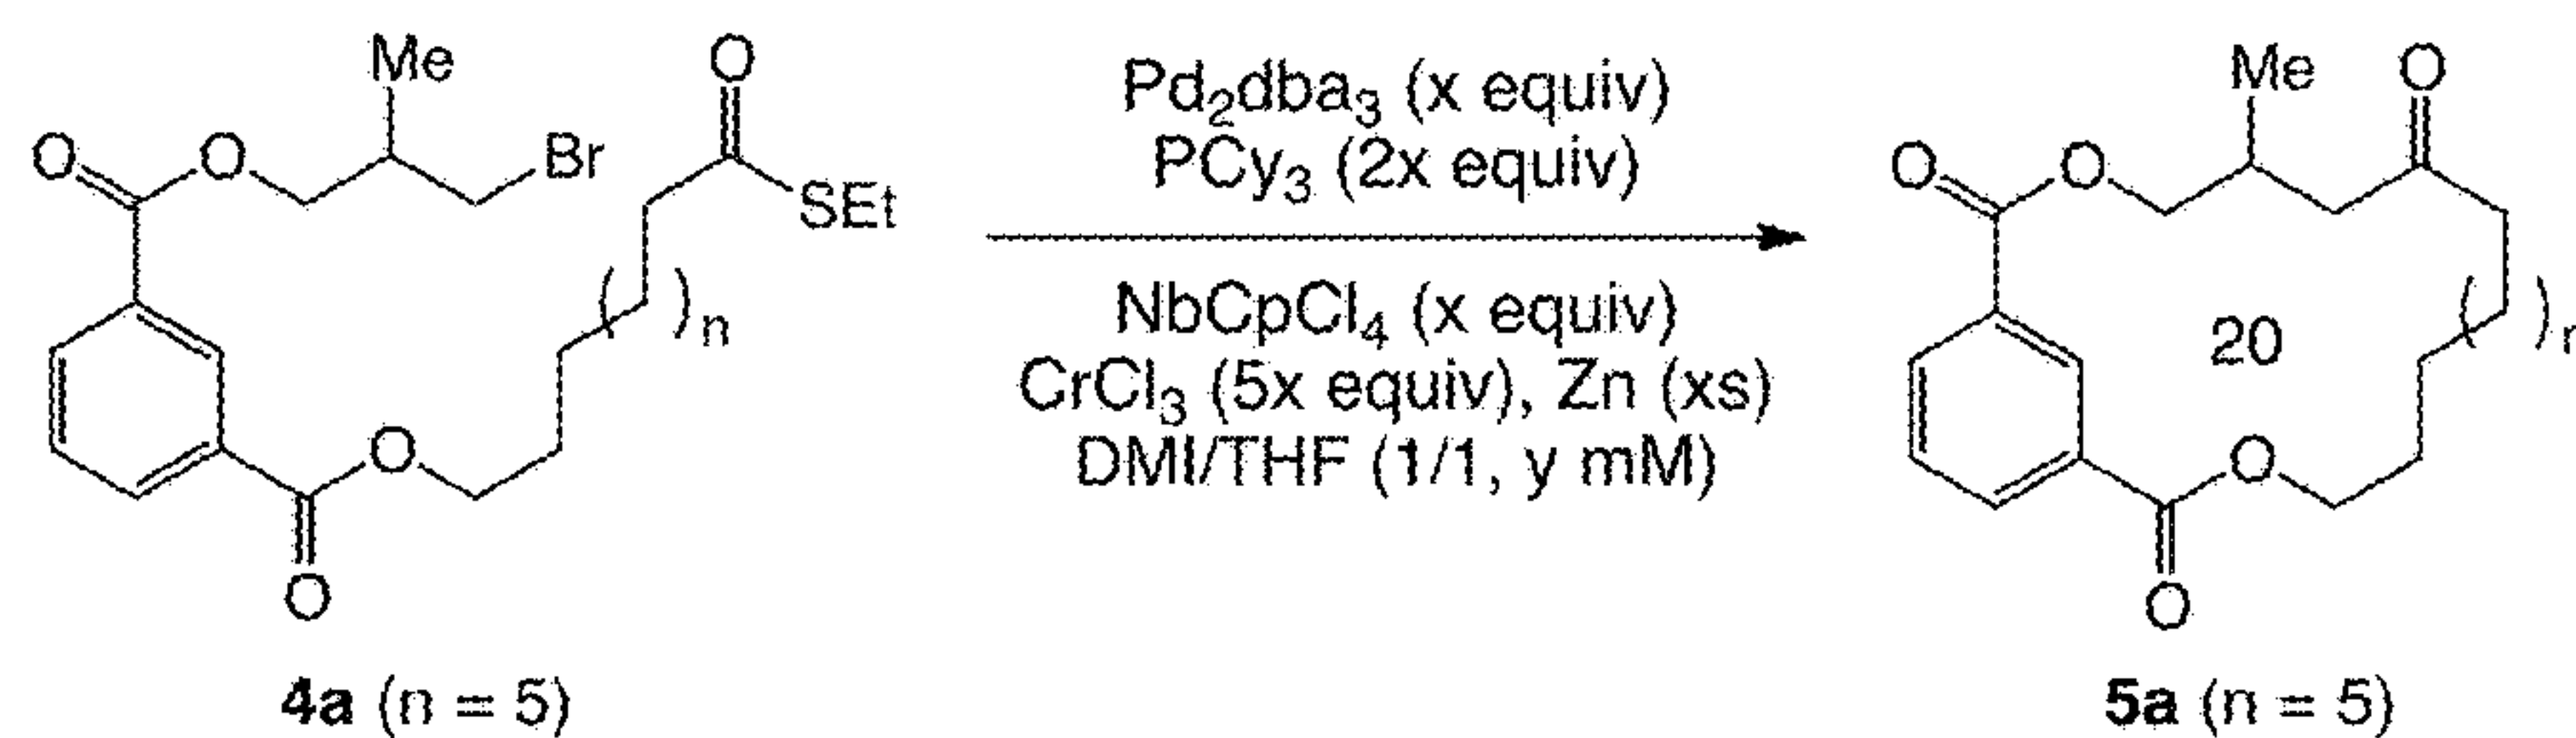 Me
O
O
O
Br
SEt
( )n
O
O
4a (n = 5)
Pd₂dba₃ (x equiv)
PCy₃ (2x equiv)
NbCpCl₄ (x equiv)
CrCl₃ (5x equiv), Zn (xs)
DMI/THF (1/1, y mM)
Me
O
O
O
( )n
20
O
O
5a (n = 5)